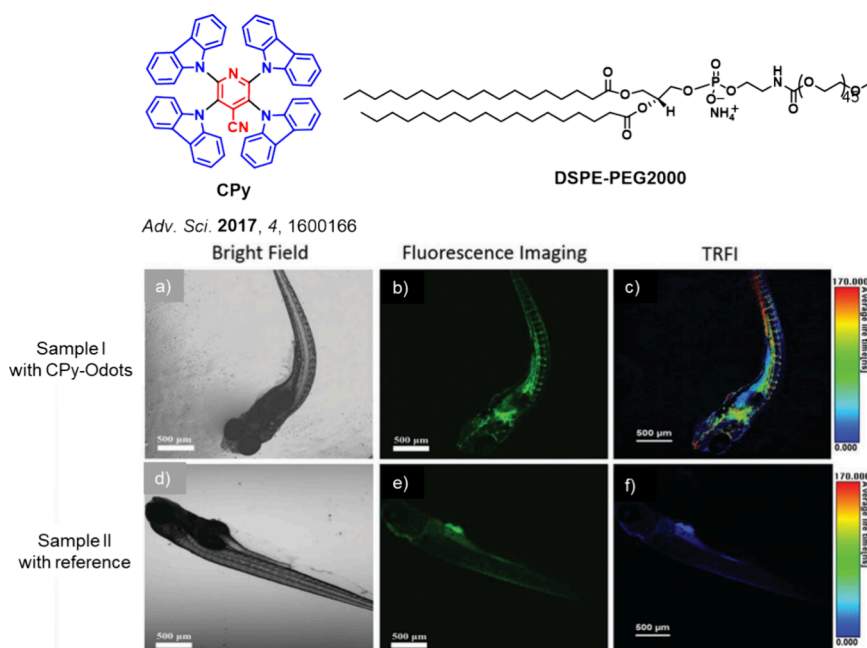 N
N
N
N
N
CN
CPy
O
O
O
O
H
O
P
O
O−
NH4+
O
H
N
O
O
45
O
DSPE-PEG2000
Adv. Sci. 2017, 4, 1600166
Bright Field
Fluorescence Imaging
TRFI
a)
b)
c)
170.000
Average life time[ns]
0.000
Sample I
with CPy-Odots
500 µm
500 µm
500 µm
d)
e)
f)
170.000
Average life time[ns]
0.000
Sample II
with reference
500 µm
500 µm
500 µm